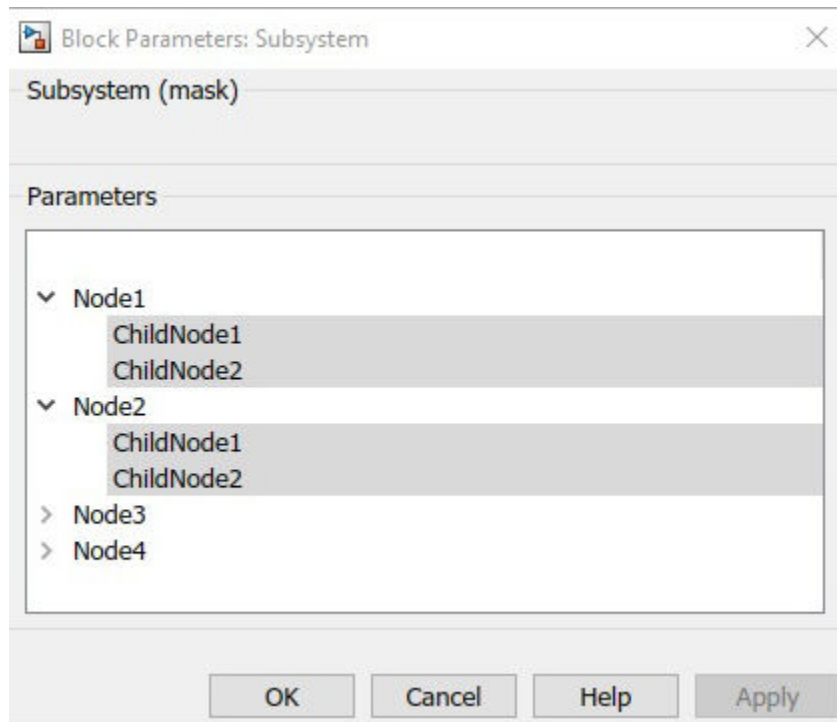 Block Parameters: Subsystem
Subsystem (mask)
Parameters
Node1
ChildNode1
ChildNode2
Node2
ChildNode1
ChildNode2
Node3
Node4
OK Cancel Help Apply